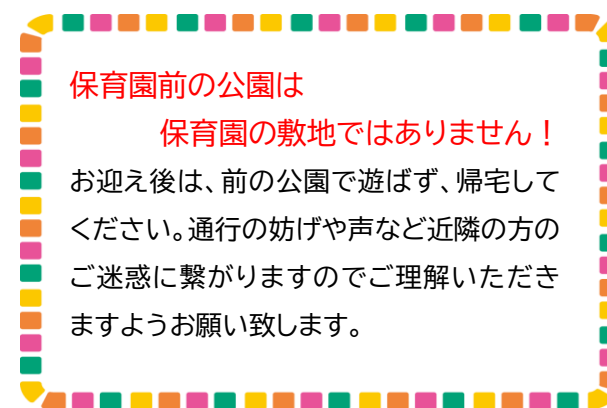 保育園前の公園は
保育園の敷地ではありません！
お迎え後は、前の公園で遊ばず、帰宅して
ください。通行の妨げや声など近隣の方の
ご迷惑に繋がりますのでご理解いただき
ますようお願い致します。